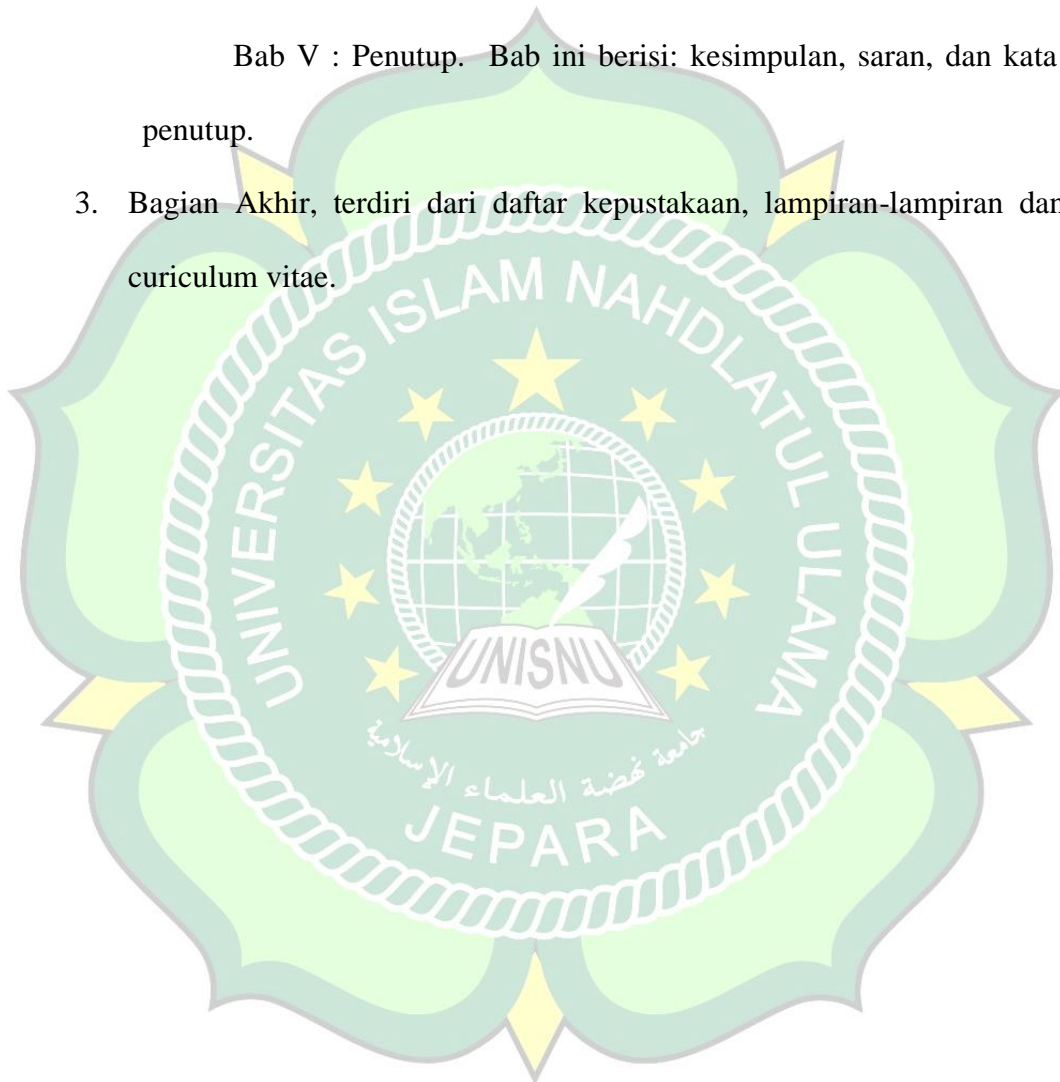 Bab V : Penutup. Bab ini berisi: kesimpulan, saran, dan kata
penutup.
3. Bagian Akhir, terdiri dari daftar kepustakaan, lampiran-lampiran dan
curiculum vitae.
UNIVERSITAS ISLAM NAHDLATUL ULAMA
UNISNU
جامعة نهضة العلماء الإسلامية
JEPARA